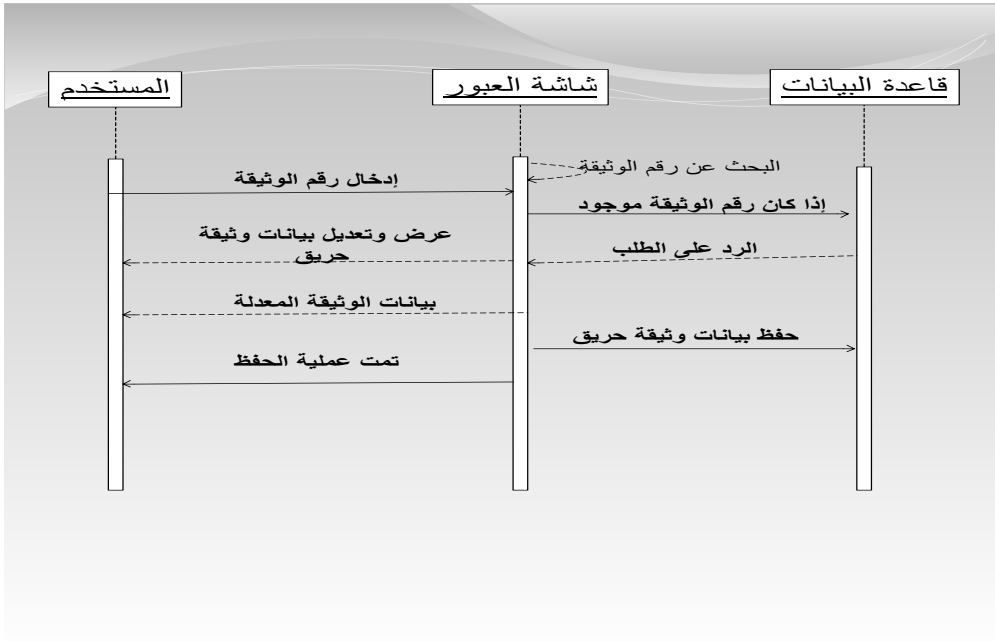 قاعدة البيانات
شاشة العبور
المستخدم
البحث عن رقم الوثيقة
إدخال رقم الوثيقة
إذا كان رقم الوثيقة موجود
عرض وتعديل بيانات وثيقة
حريق
الرد على الطلب
بيانات الوثيقة المعدلة
حفظ بيانات وثيقة حريق
تمت عملية الحفظ